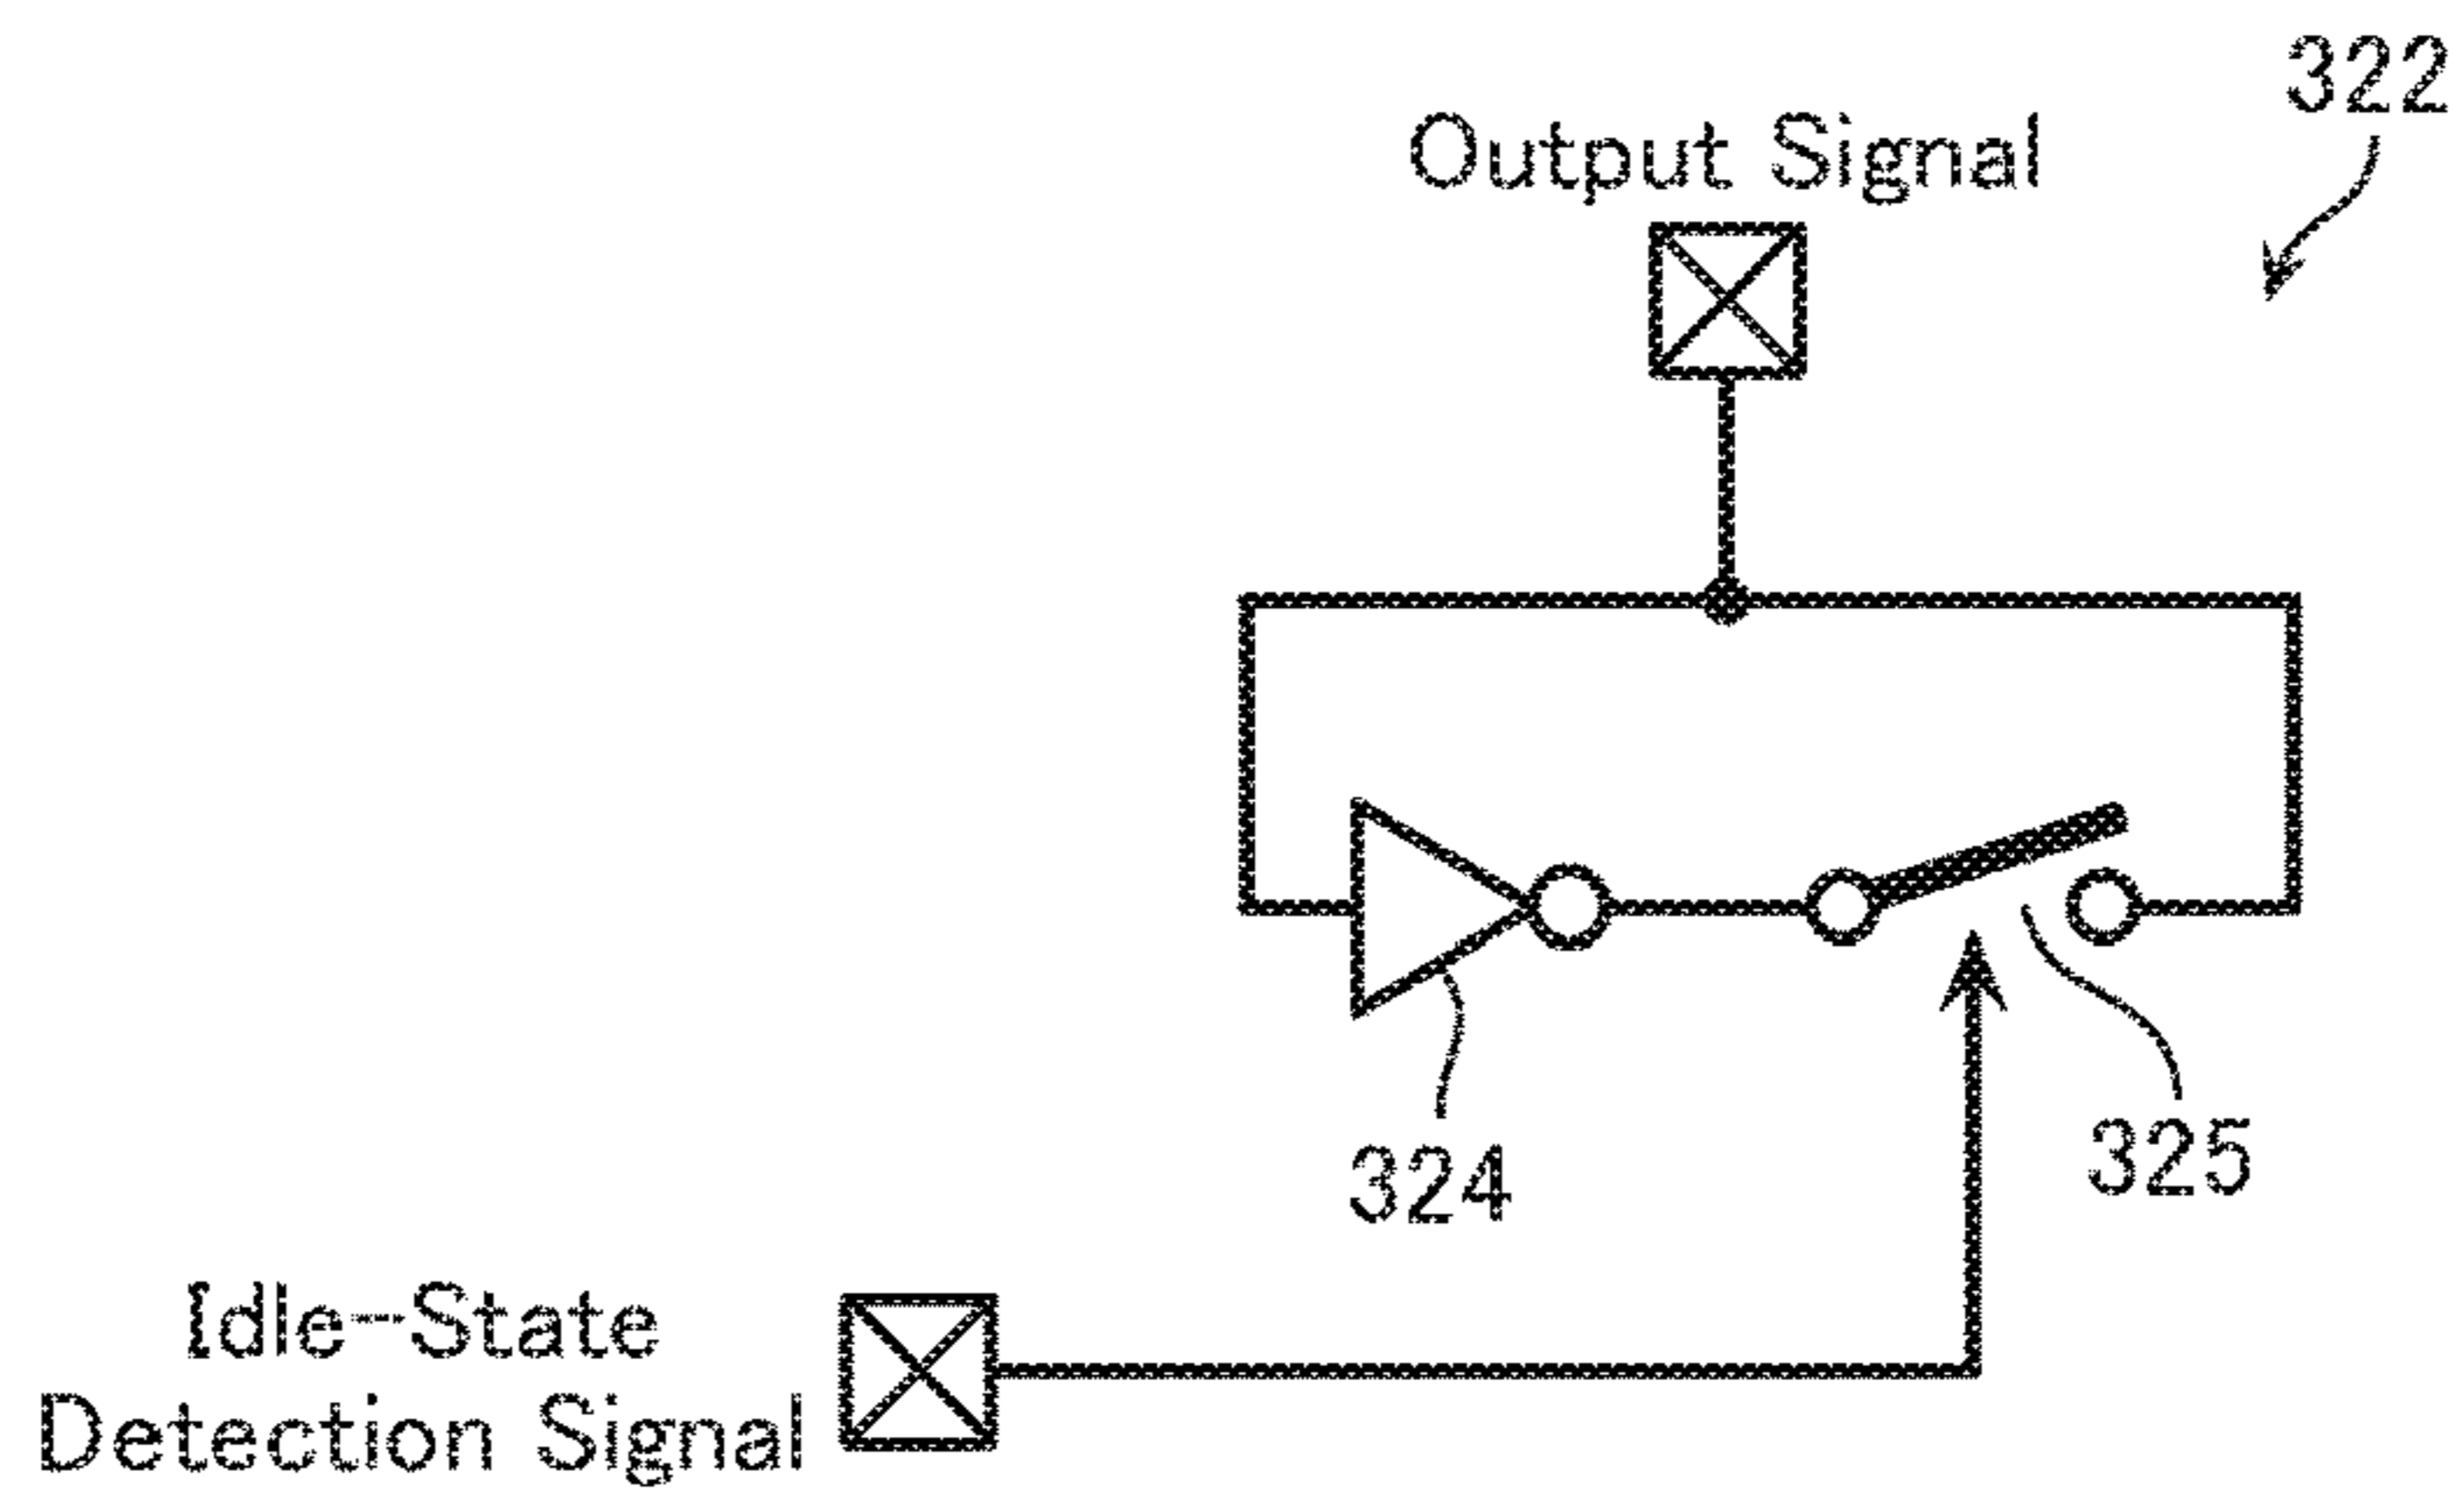 322
Output Signal
324
325
Idle-State
Detection Signal